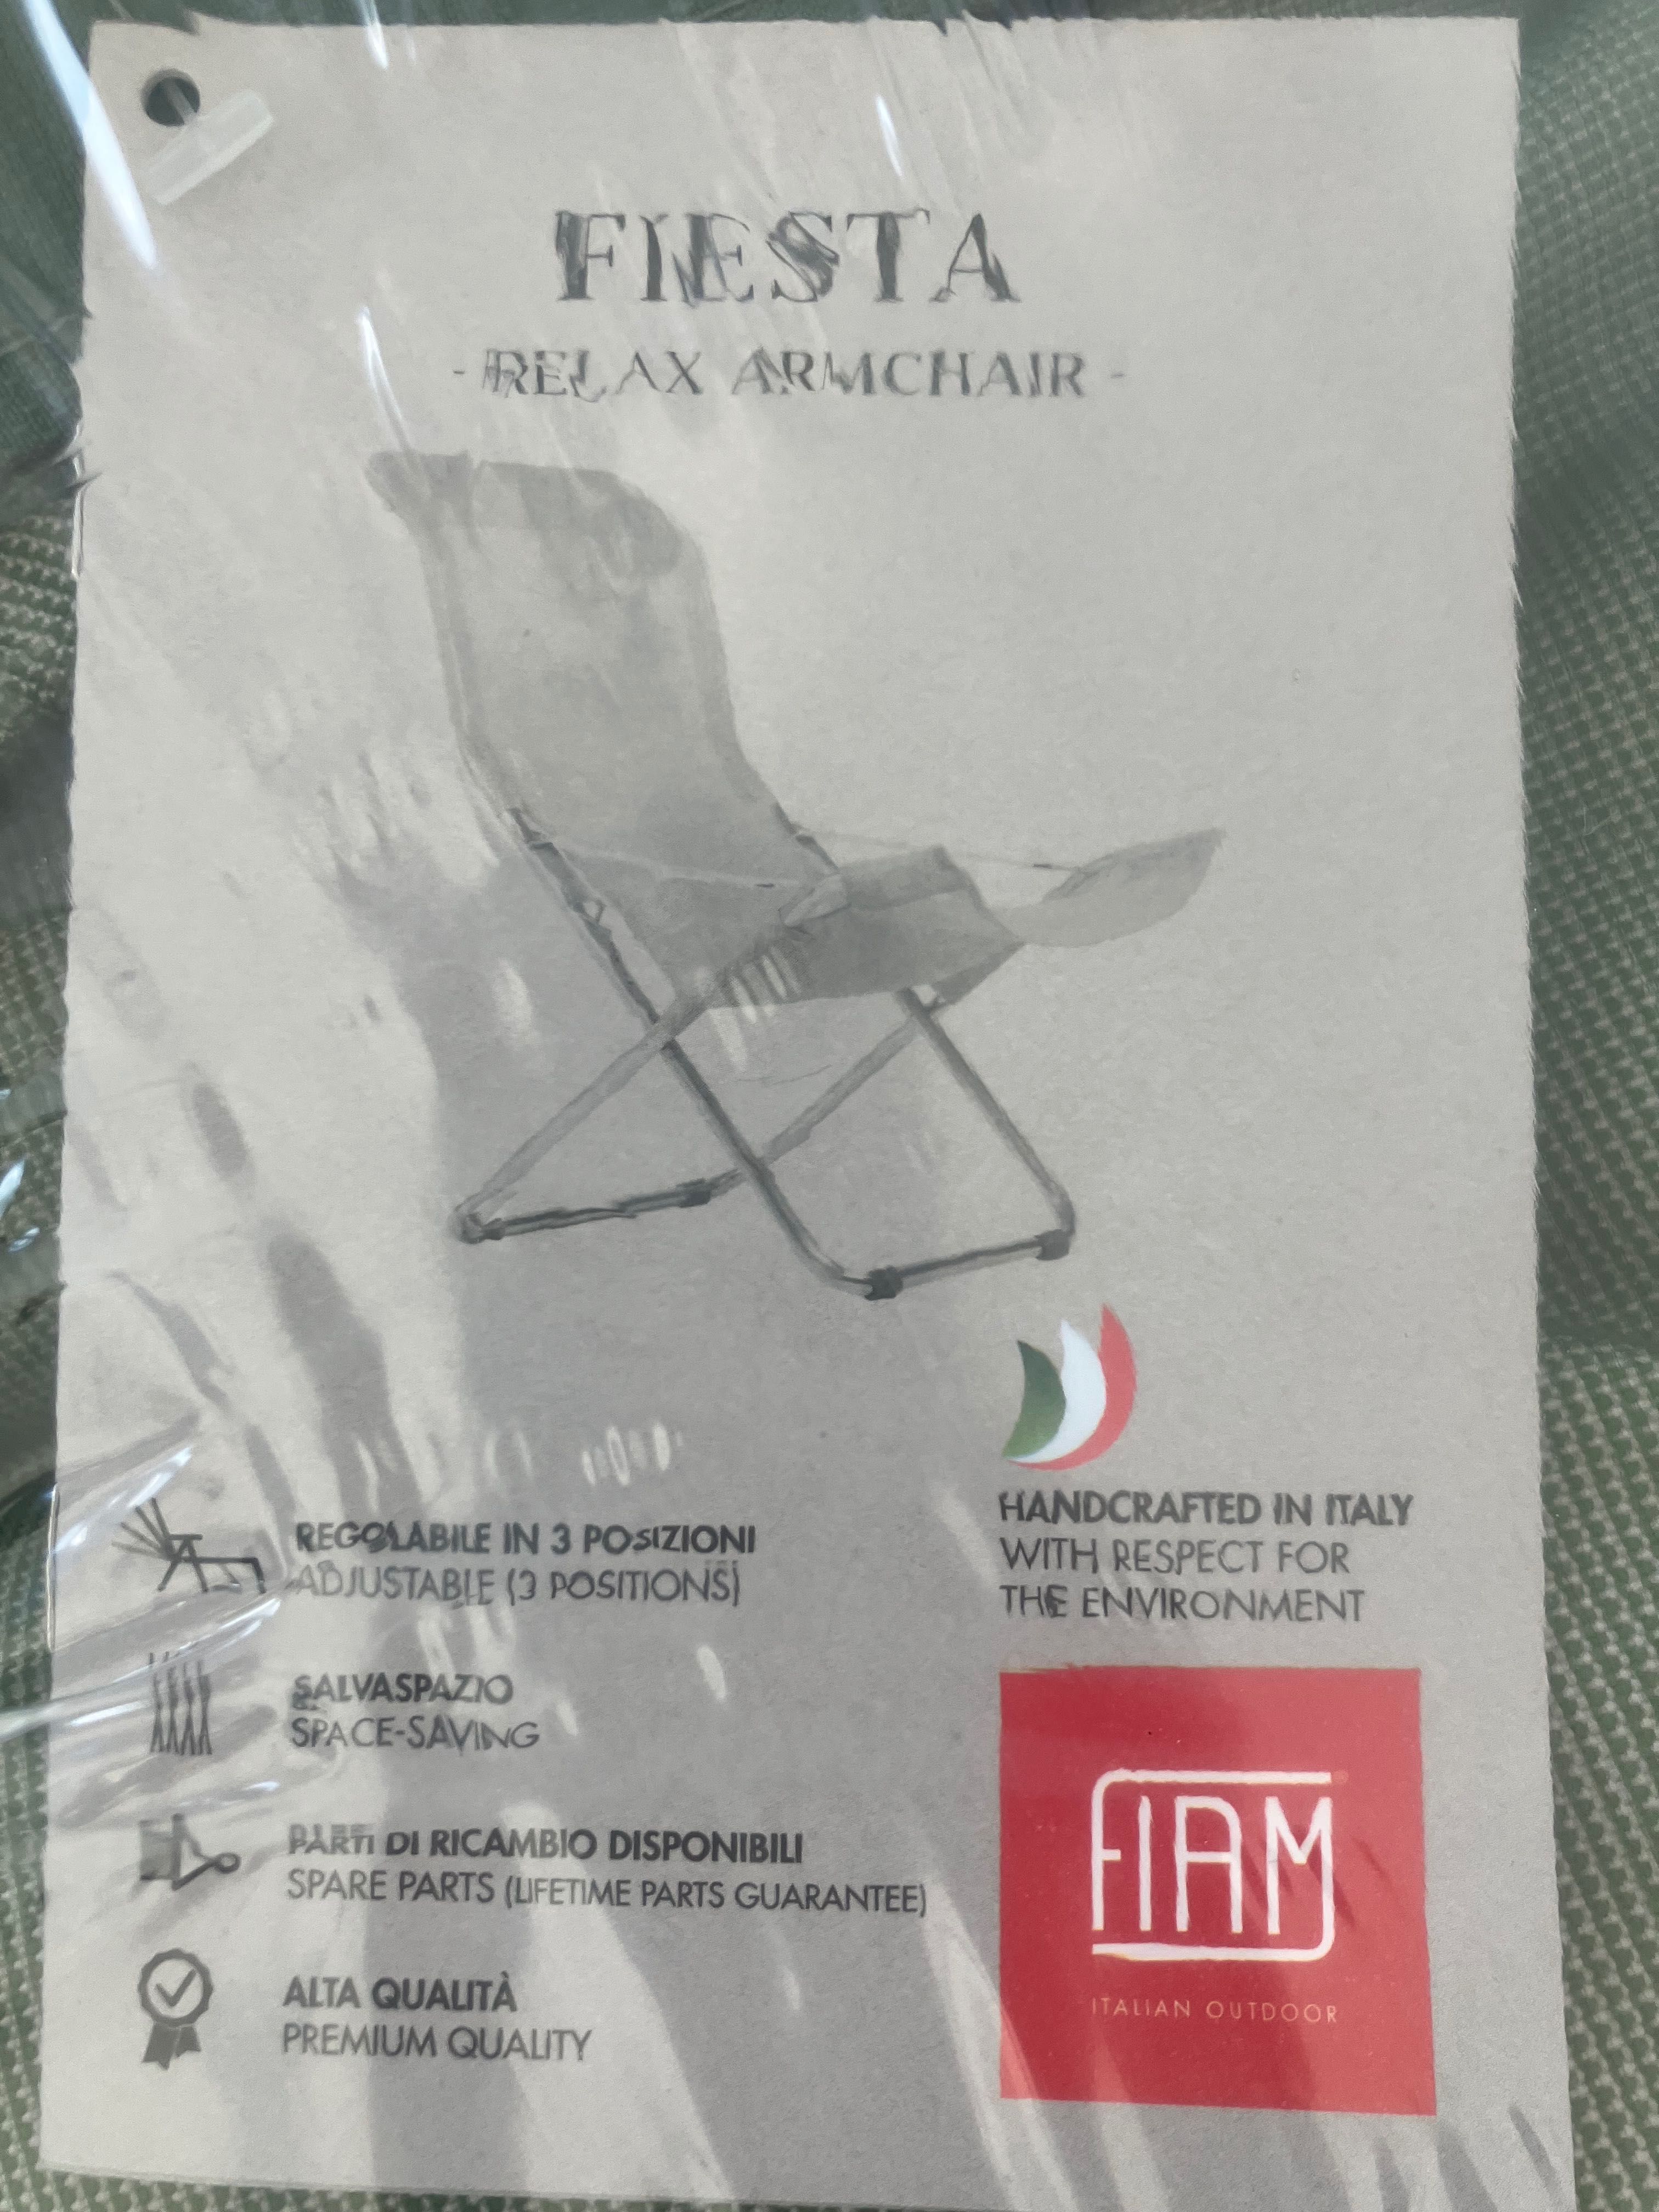 FIESTA
- RELAX ARMCHAIR -
REGOLABILE IN 3 POSIZIONI
ADJUSTABLE (3 POSITIONS)
SALVASPAZIO
SPACE-SAVING
PARTI DI RICAMBIO DISPONIBILI
SPARE PARTS (LIFETIME PARTS GUARANTEE)
ALTA QUALITÀ
PREMIUM QUALITY
HANDCRAFTED IN ITALY
WITH RESPECT FOR
THE ENVIRONMENT
FIAM®
ITALIAN OUTDOOR